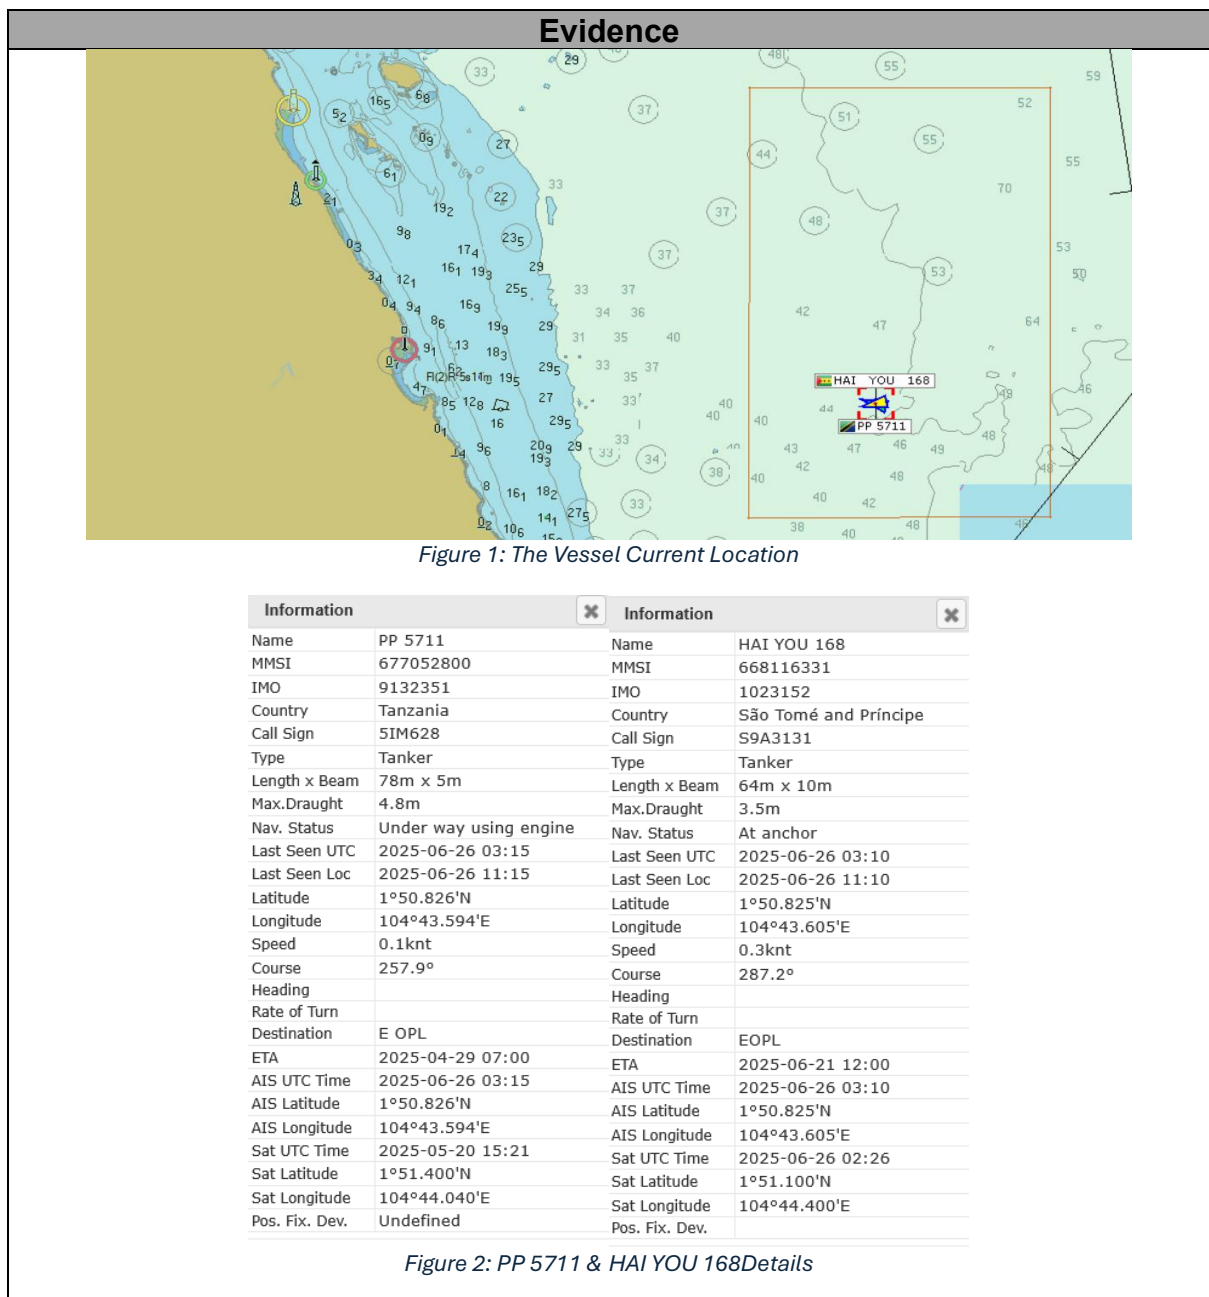 Evidence
HAI YOU 168
PP 5711
Fl(2)R 5s11m
Figure 1: The Vessel Current Location
Information
Name PP 5711
MMSI 677052800
IMO 9132351
Country Tanzania
Call Sign 5IM628
Type Tanker
Length x Beam 78m x 5m
Max.Draught 4.8m
Nav. Status Under way using engine
Last Seen UTC 2025-06-26 03:15
Last Seen Loc 2025-06-26 11:15
Latitude 1°50.826'N
Longitude 104°43.594'E
Speed 0.1knt
Course 257.9°
Heading
Rate of Turn
Destination E OPL
ETA 2025-04-29 07:00
AIS UTC Time 2025-06-26 03:15
AIS Latitude 1°50.826'N
AIS Longitude 104°43.594'E
Sat UTC Time 2025-05-20 15:21
Sat Latitude 1°51.400'N
Sat Longitude 104°44.040'E
Pos. Fix. Dev. Undefined
Information
Name HAI YOU 168
MMSI 668116331
IMO 1023152
Country São Tomé and Príncipe
Call Sign S9A3131
Type Tanker
Length x Beam 64m x 10m
Max.Draught 3.5m
Nav. Status At anchor
Last Seen UTC 2025-06-26 03:10
Last Seen Loc 2025-06-26 11:10
Latitude 1°50.825'N
Longitude 104°43.605'E
Speed 0.3knt
Course 287.2°
Heading
Rate of Turn
Destination EOPL
ETA 2025-06-21 12:00
AIS UTC Time 2025-06-26 03:10
AIS Latitude 1°50.825'N
AIS Longitude 104°43.605'E
Sat UTC Time 2025-06-26 02:26
Sat Latitude 1°51.100'N
Sat Longitude 104°44.400'E
Pos. Fix. Dev.
Figure 2: PP 5711 & HAI YOU 168Details